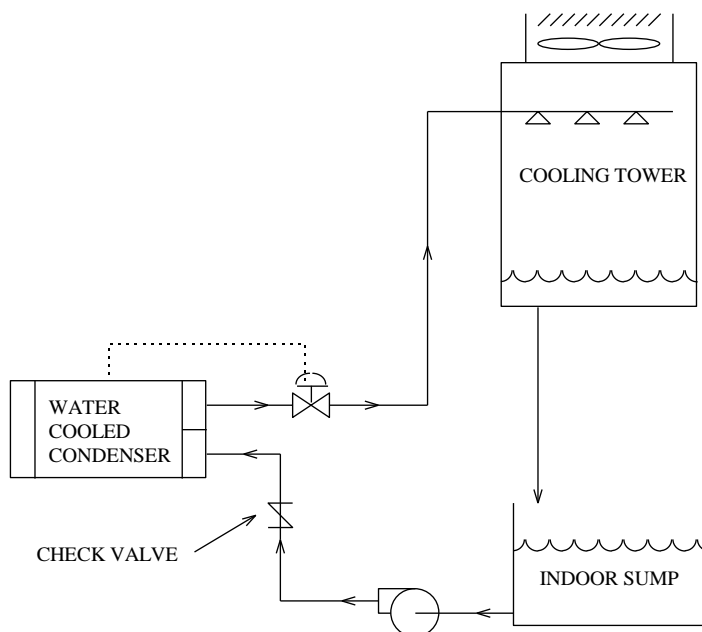 COOLING TOWER
WATER
COOLED
CONDENSER
CHECK VALVE
INDOOR SUMP